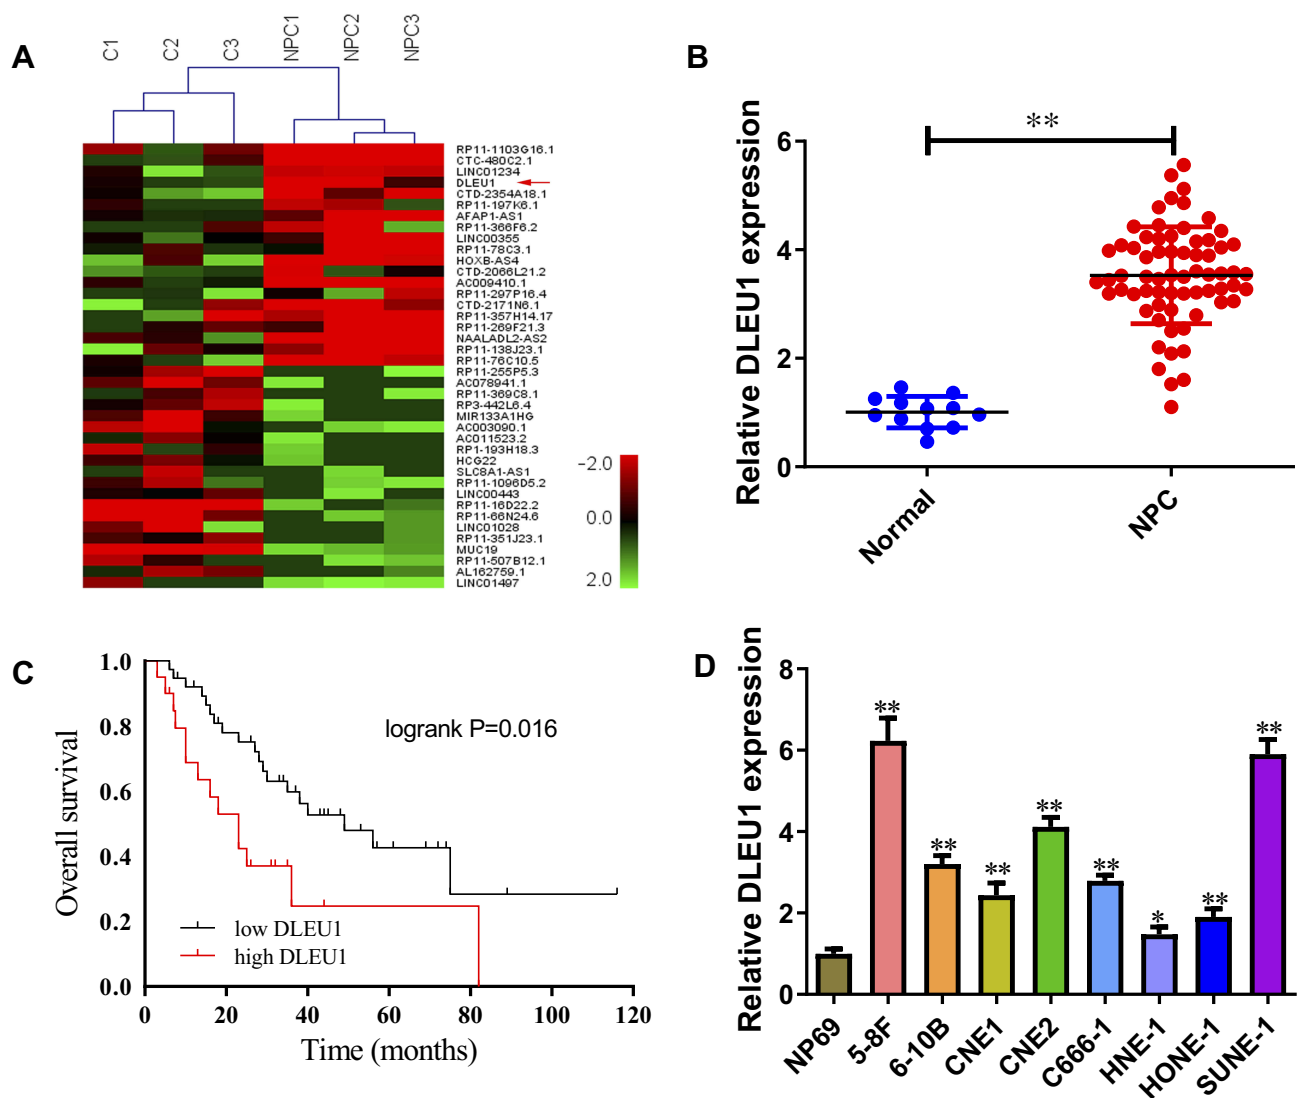 A
C1 C2 C3 NPC1 NPC2 NPC3
RP11-1103G16.1
CTC-480C2.1
LINC01234
DLEU1
CTD-2354A18.1
RP11-197K6.1
AFAP1-AS1
RP11-366F6.2
LINC00355
RP11-78C3.1
HOXB-AS4
CTD-2066L21.2
AC009410.1
RP11-297P16.4
CTD-2171N6.1
RP11-357H14.17
RP11-269F21.3
NAALADL2-AS2
RP11-138J23.1
RP11-76C10.5
RP11-255P5.3
AC078941.1
RP11-369C8.1
RP3-442L6.4
MIR133A1HG
AC003090.1
AC011523.2
RP1-193H18.3
HCG22
SLC8A1-AS1
RP11-1096D5.2
LINC00443
RP11-16D22.2
RP11-66N24.6
LINC01028
RP11-351J23.1
MUC19
RP11-507B12.1
AL162759.1
LINC01497
-2.0
0.0
2.0
B
Relative DLEU1 expression
6
4
2
0
**
Normal NPC
C
Overall survival
1.0
0.8
0.6
0.4
0.2
0.0
logrank P=0.016
low DLEU1
high DLEU1
0 20 40 60 80 100 120
Time (months)
D
Relative DLEU1 expression
8
6
4
2
0
** ** ** ** ** * ** **
NP69 5-8F 6-10B CNE1 CNE2 C666-1 HNE-1 HONE-1 SUNE-1